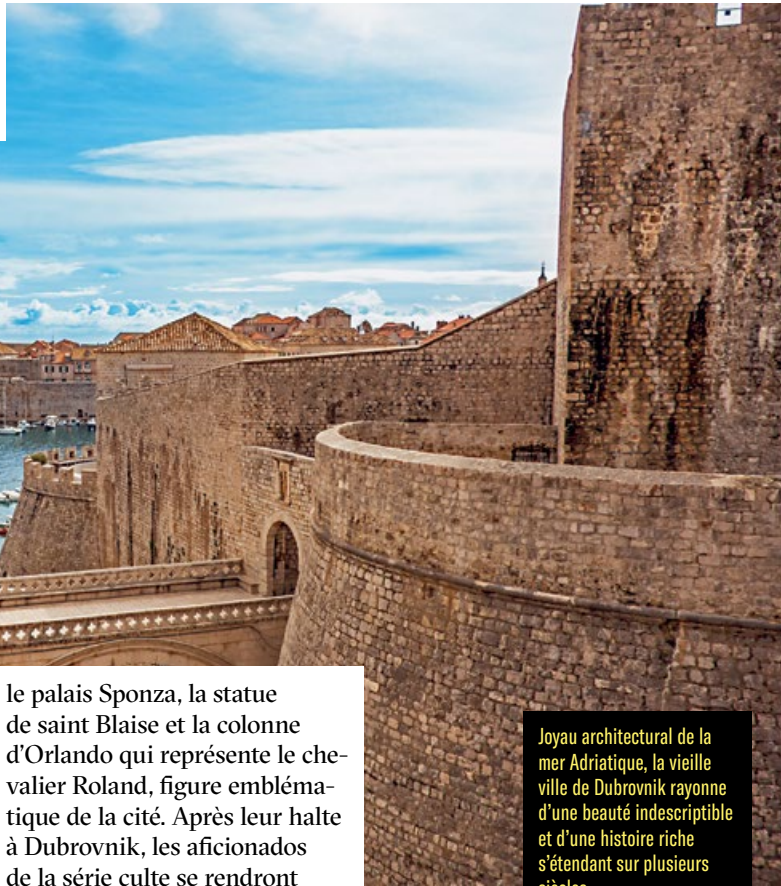 le palais Sponza, la statue
de saint Blaise et la colonne
d’Orlando qui représente le che-
valier Roland, figure embléma-
tique de la cité. Après leur halte
à Dubrovnik, les aficionados
de la série culte se rendront
Joyau architectural de la
mer Adriatique, la vieille
ville de Dubrovnik rayonne
d’une beauté indescriptible
et d’une histoire riche
s’étendant sur plusieurs
siècles